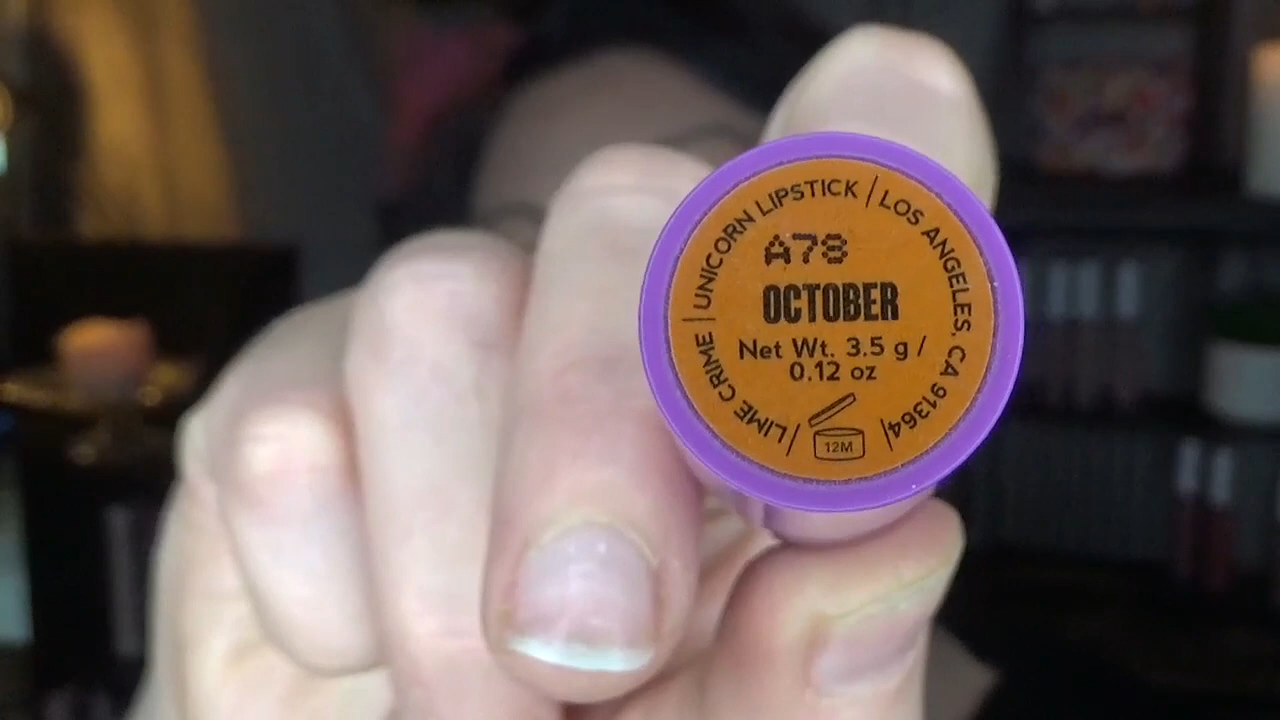 LIME CRIME | UNICORN LIPSTICK | LOS ANGELES, CA 91364 |
A78
OCTOBER
Net Wt. 3.5 g /
0.12 oz
12M